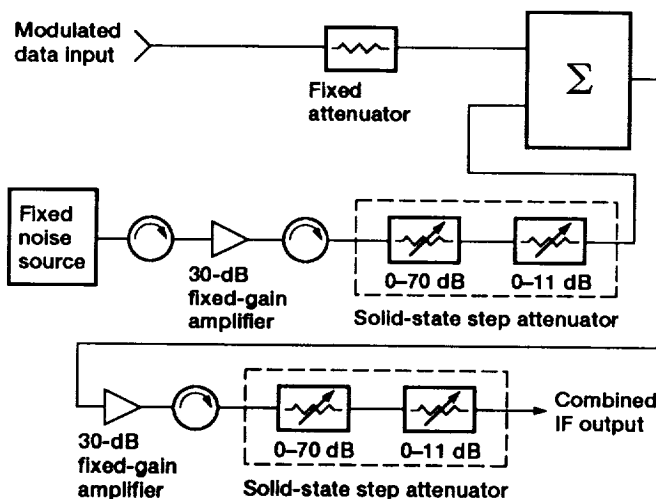 Modulated
data input
Fixed
attenuator
Σ
Fixed
noise
source
30-dB
fixed-gain
amplifier
0–70 dB
0–11 dB
Solid-state step attenuator
30-dB
fixed-gain
amplifier
0–70 dB
0–11 dB
Solid-state step attenuator
Combined
IF output